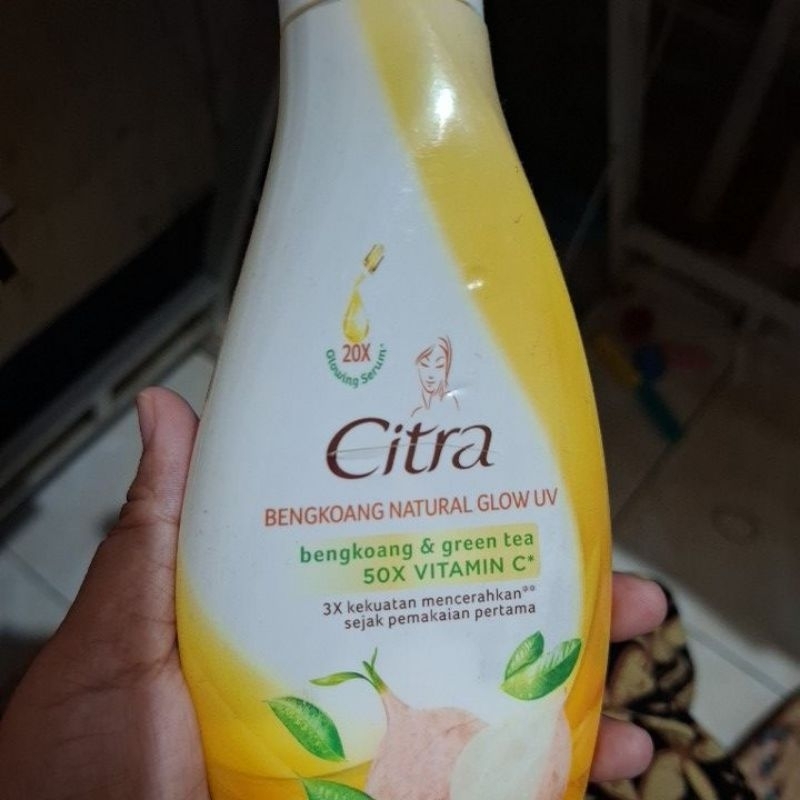 20X
Glowing Serum^
Citra
BENGKOANG NATURAL GLOW UV
bengkoang & green tea
50X VITAMIN C*
3X kekuatan mencerahkan**
sejak pemakaian pertama